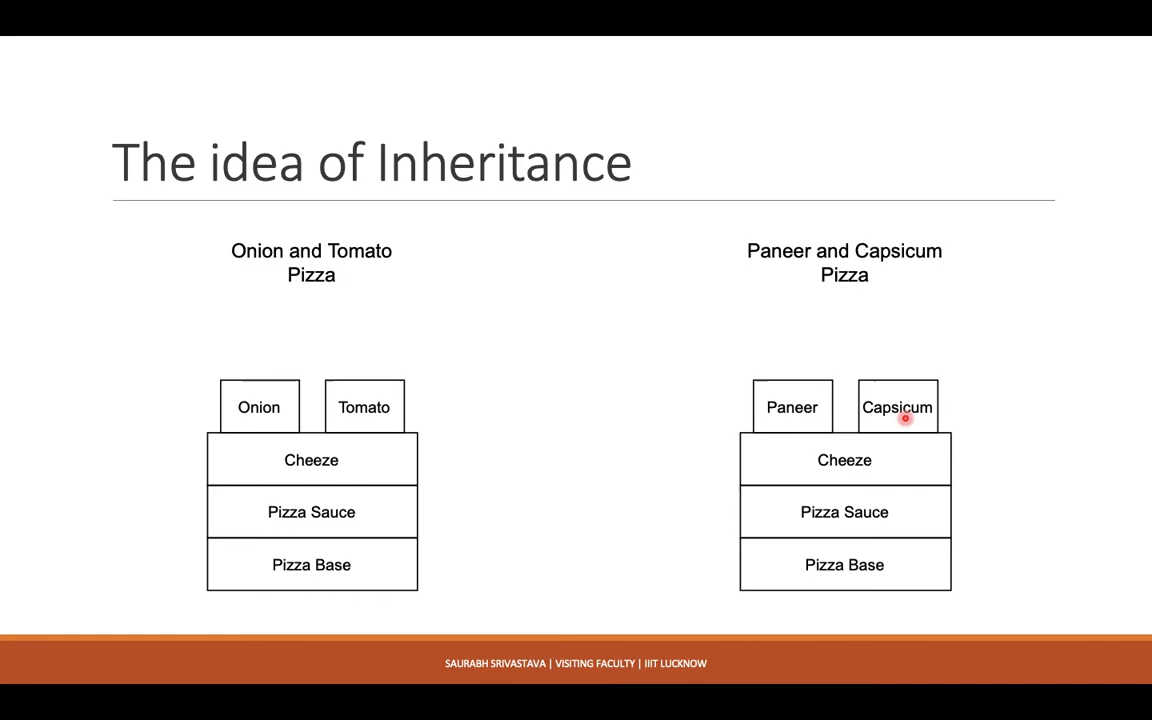 The idea of Inheritance
Onion and Tomato
Pizza
Onion
Tomato
Cheeze
Pizza Sauce
Pizza Base
Paneer and Capsicum
Pizza
Paneer
Capsicum
Cheeze
Pizza Sauce
Pizza Base
SAURABH SRIVASTAVA | VISITING FACULTY | IIIT LUCKNOW